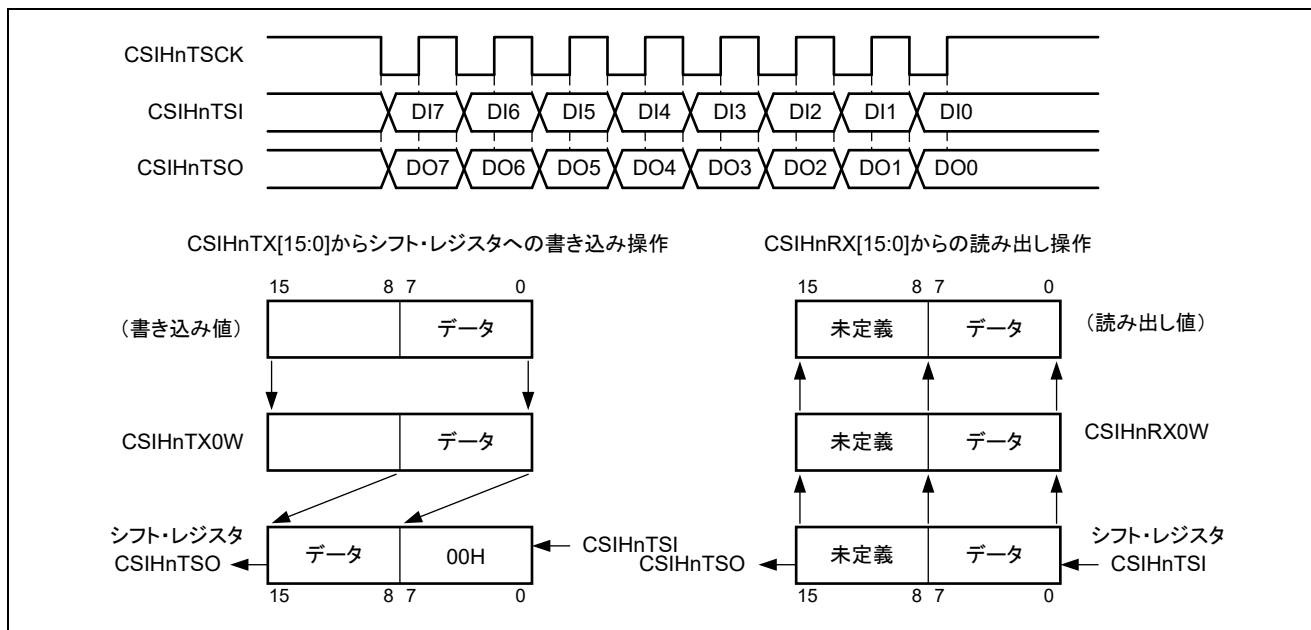 CSIHnTSCK
CSIHnTSI DI7 DI6 DI5 DI4 DI3 DI2 DI1 DI0
CSIHnTSO DO7 DO6 DO5 DO4 DO3 DO2 DO1 DO0
CSIHnTX[15:0]からシフト・レジスタへの書き込み操作
15 8 7 0
（書き込み値） データ
CSIHnTX0W データ
シフト・レジスタ
CSIHnTSO データ 00H CSIHnTSI
15 8 7 0
CSIHnRX[15:0]からの読み出し操作
15 8 7 0
未定義 データ （読み出し値）
未定義 データ CSIHnRX0W
シフト・レジスタ
CSIHnTSO 未定義 データ CSIHnTSI
15 8 7 0